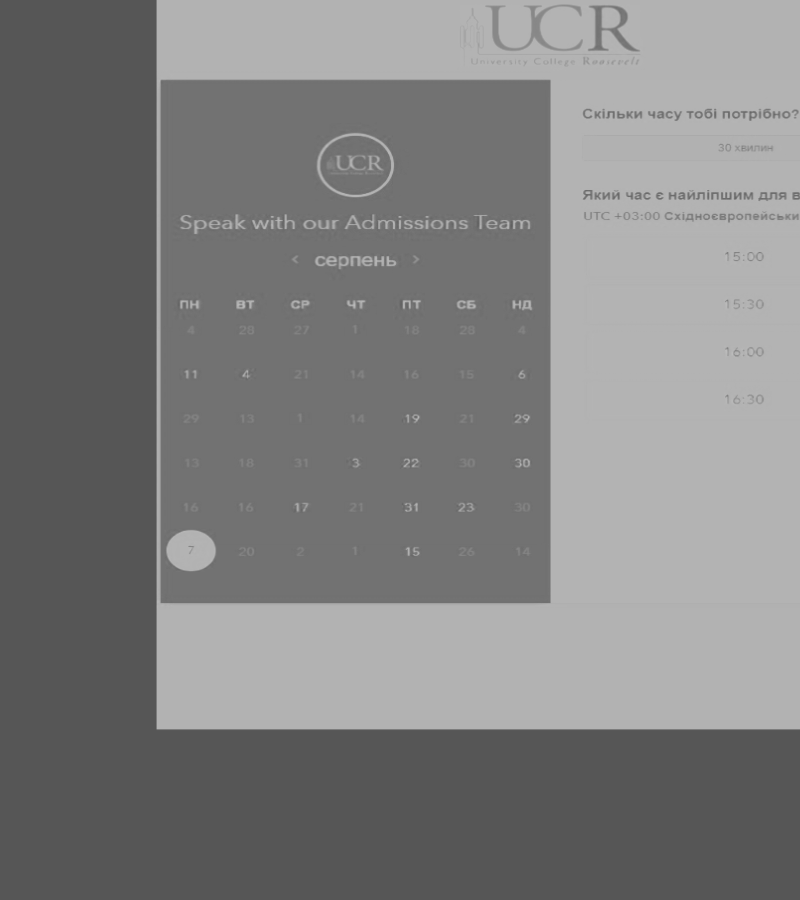 UCR
University College Roosevelt
UCR
Speak with our Admissions Team
< серпень >
ПН ВТ СР ЧТ ПТ СБ НД
4 28 27 1 18 28 4
11 4 21 14 16 15 6
29 13 1 14 19 21 29
13 18 31 3 22 30 30
16 16 17 21 31 23 30
7 20 2 1 15 26 14
Скільки часу тобі потрібно?
30 хвилин
Який час є найліпшим для в
UTC +03:00 Східноєвропейськи
15:00
15:30
16:00
16:30